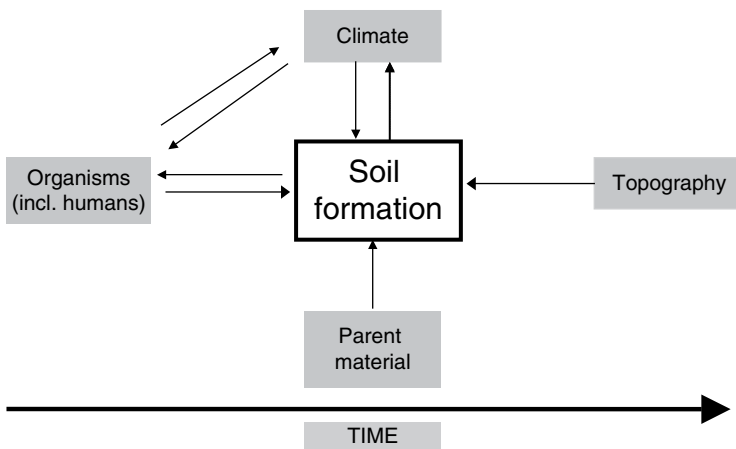 Climate
Organisms
(incl. humans)
Soil
formation
Topography
Parent
material
TIME